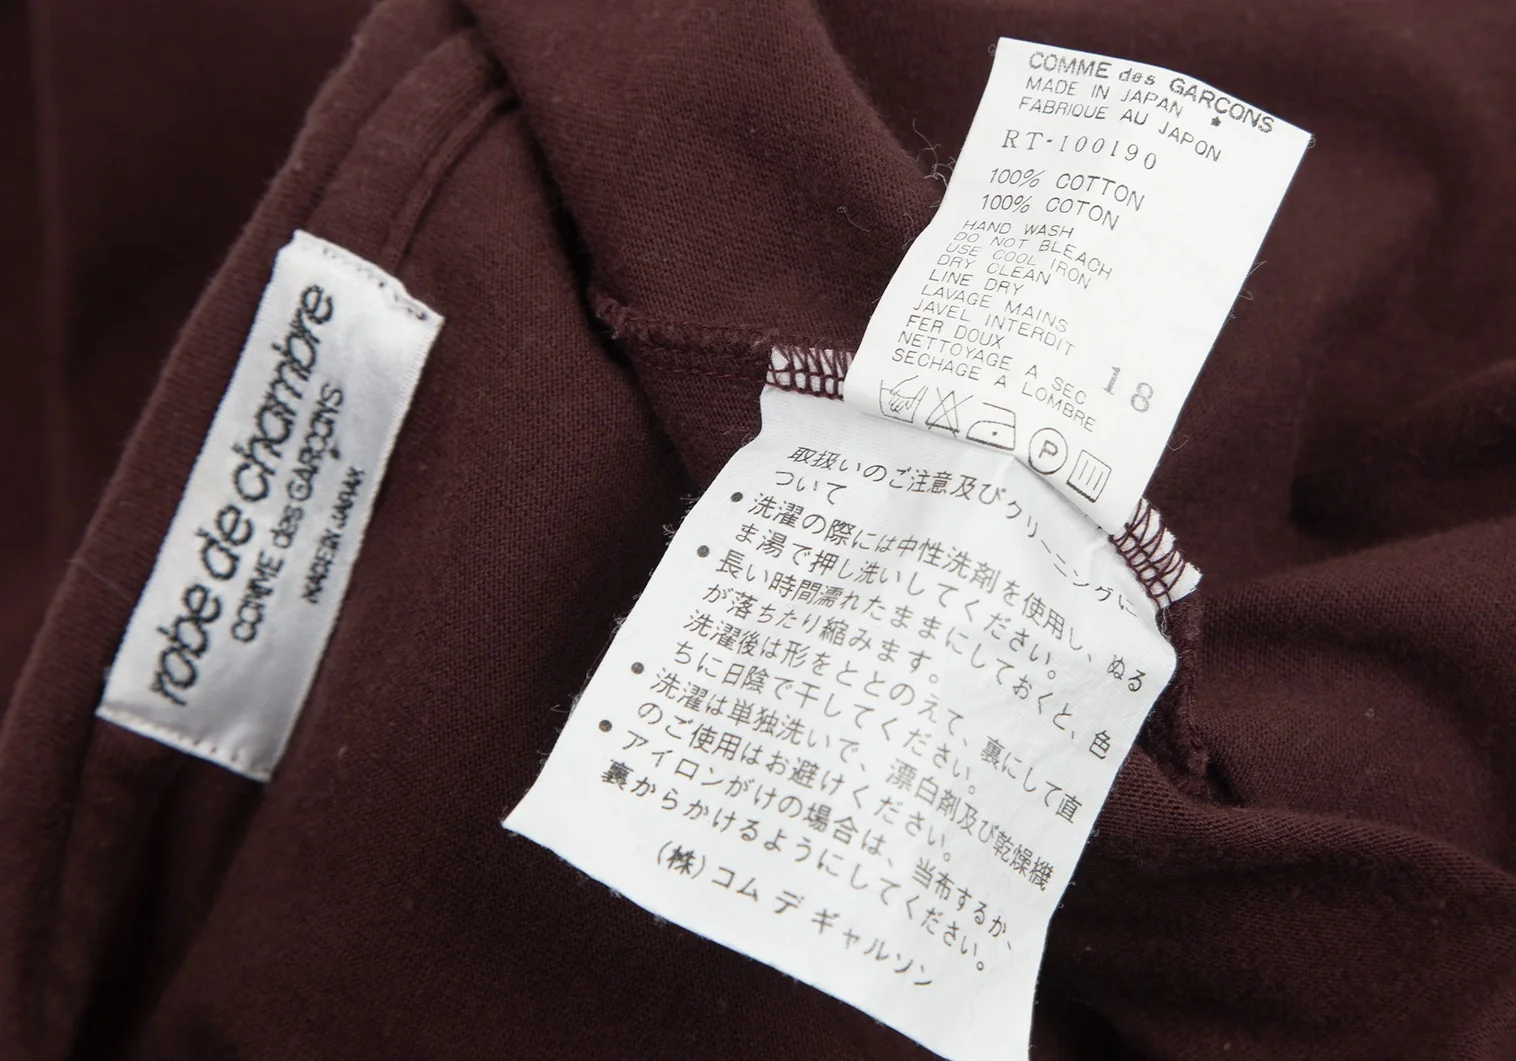 robe de chambre
COMME des GARÇONS
MADE IN JAPAN
COMME des GARÇONS
MADE IN JAPAN
FABRIQUE AU JAPON
RT-100190
100% COTTON
100% COTON
HAND WASH
DO NOT BLEACH
USE COOL IRON
DRY CLEAN
LINE DRY
LAVAGE MAINS
JAVEL INTERDIT
FER DOUX
NETTOYAGE A SEC
SECHAGE A LOMBRE
18
P
取扱いのご注意及びクリーニングに
ついて
●洗濯の際には中性洗剤を使用し、ぬる
ま湯で押し洗いしてください。
●長い時間濡れたままにしておくと、色
が落ちたり縮みます。
洗濯後は形をととのえて、裏にして直
ちに日陰で干してください。
●洗濯は単独洗いで、漂白剤及び乾燥機
のご使用はお避けください。
●アイロンがけの場合は、当布するか、
裏からかけるようにしてください。
(株)コム デ ギャルソン